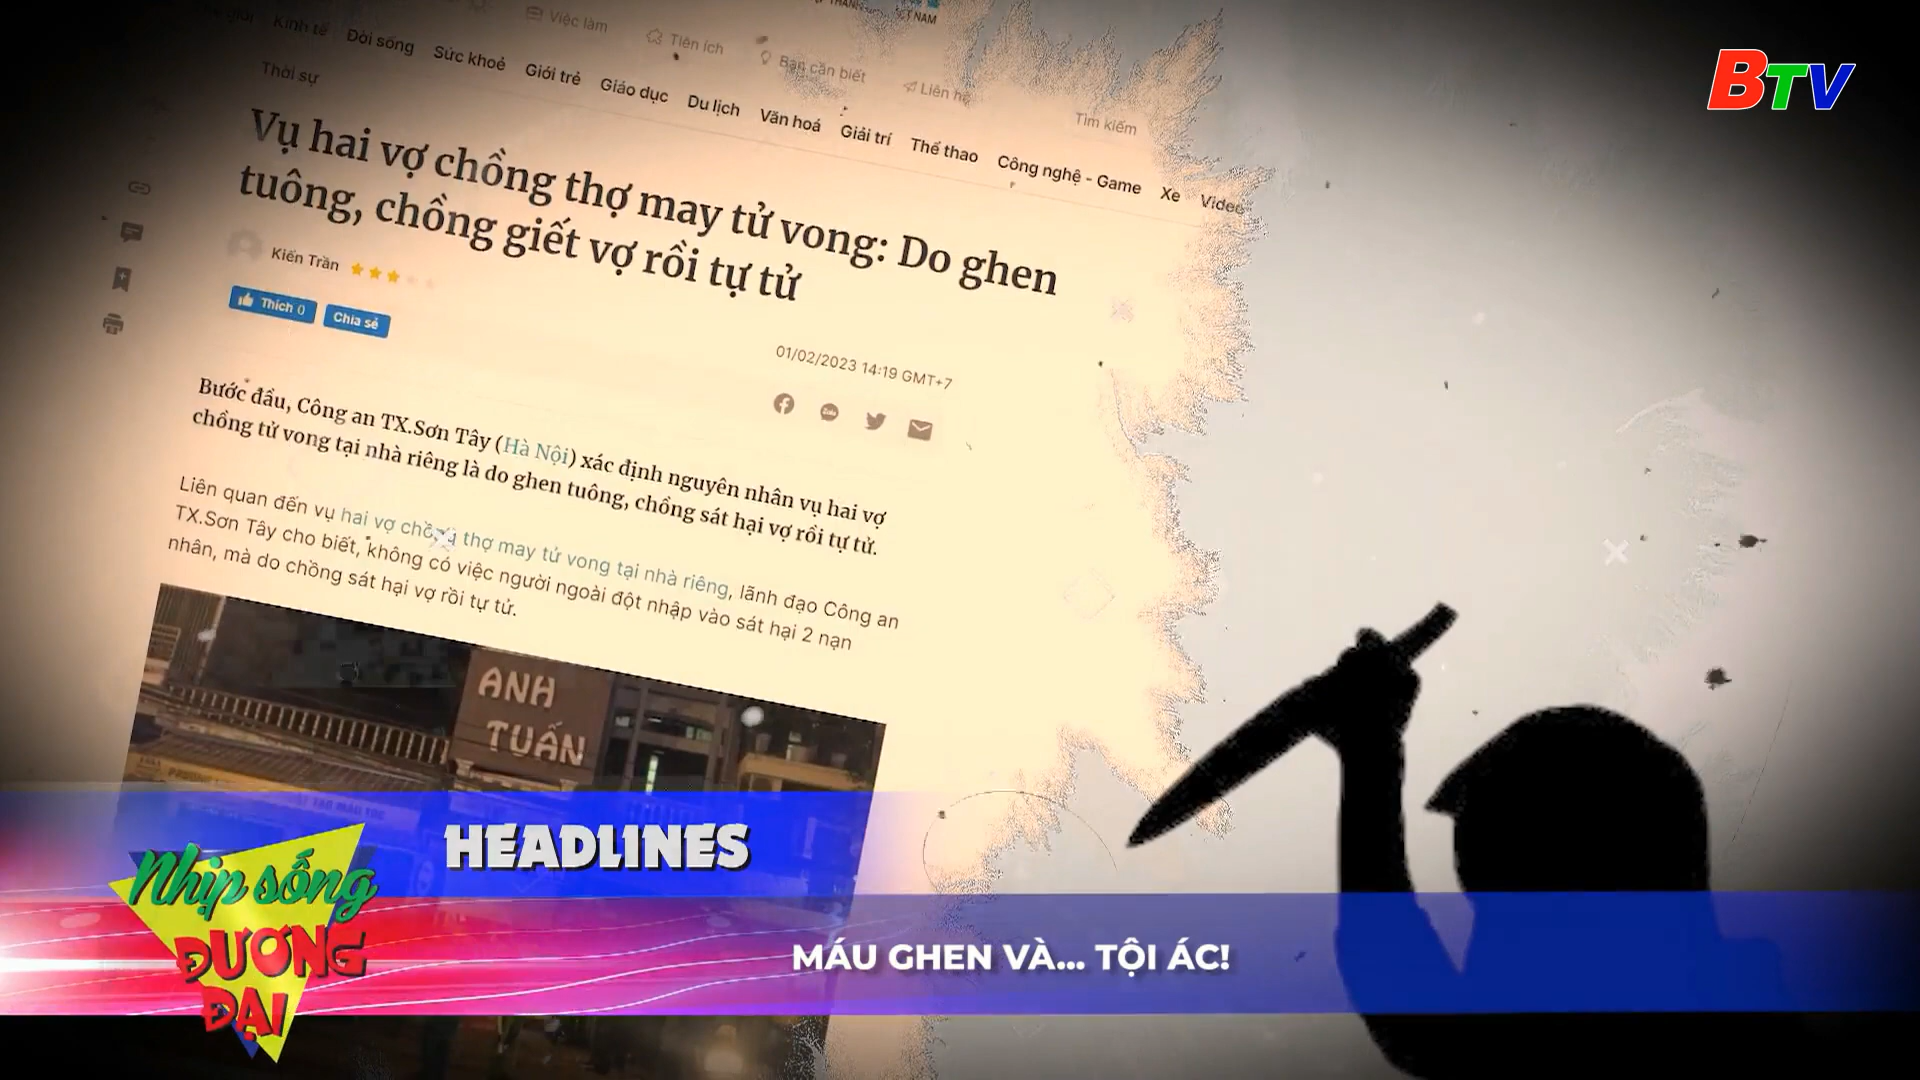 Việc làm
Tiện ích
Bạn cần biết
Liên hệ
Tìm kiếm
Kinh tế Đời sống Sức khoẻ Giới trẻ Giáo dục Du lịch Văn hoá Giải trí Thể thao Công nghệ - Game Xe Video
Thời sự
Vụ hai vợ chồng thợ may tử vong: Do ghen
tuông, chồng giết vợ rồi tự tử
Kiến Trần
Thích 0 Chia sẻ
01/02/2023 14:19 GMT+7
Zalo
Bước đầu, Công an TX.Sơn Tây (Hà Nội) xác định nguyên nhân vụ hai vợ
chồng tử vong tại nhà riêng là do ghen tuông, chồng sát hại vợ rồi tự tử.
Liên quan đến vụ hai vợ chồng thợ may tử vong tại nhà riêng, lãnh đạo Công an
TX.Sơn Tây cho biết, không có việc người ngoài đột nhập vào sát hại 2 nạn
nhân, mà do chồng sát hại vợ rồi tự tử.
ANH
TUẤN
BTV
HEADLINES
Nhịp sống
ĐƯƠNG
ĐẠI
MÁU GHEN VÀ... TỘI ÁC!